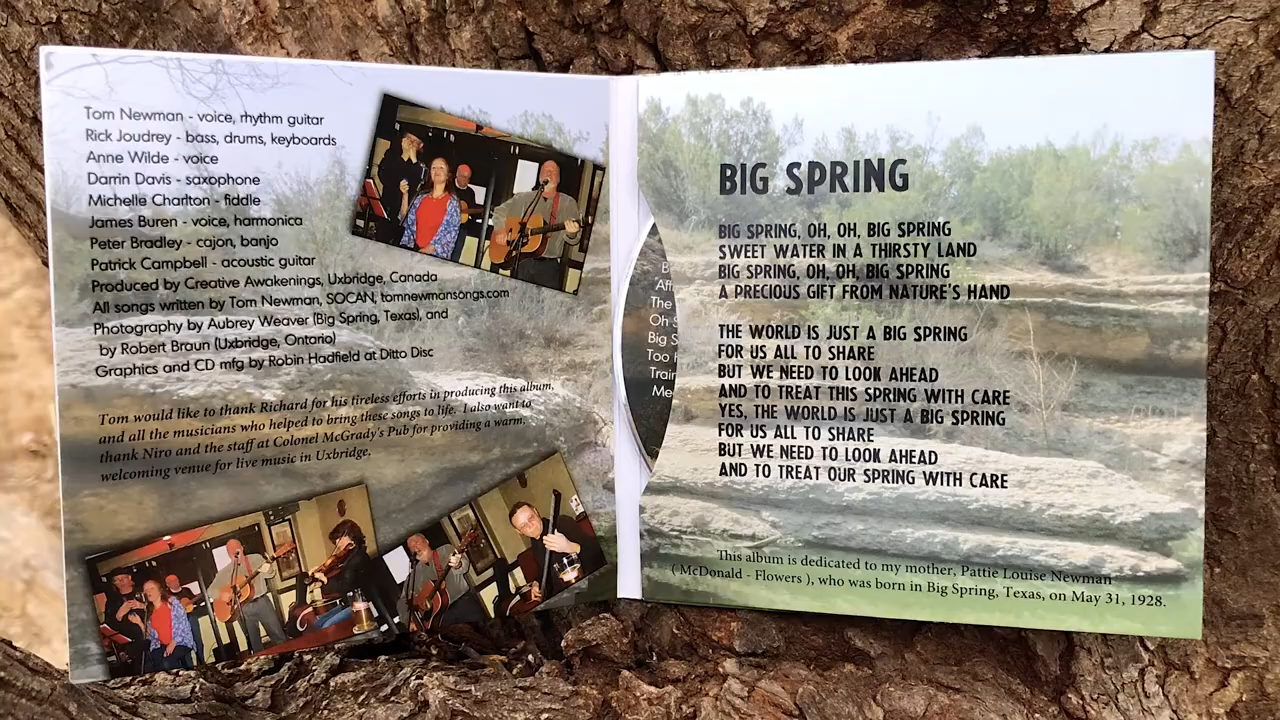 Tom Newman - voice, rhythm guitar
Rick Joudrey - bass, drums, keyboards
Anne Wilde - voice
Darrin Davis - saxophone
Michelle Charlton - fiddle
James Buren - voice, harmonica
Peter Bradley - cajon, banjo
Patrick Campbell - acoustic guitar
Produced by Creative Awakenings, Uxbridge, Canada
All songs written by Tom Newman, SOCAN, tomnewmansongs.com
Photography by Aubrey Weaver (Big Spring, Texas), and
by Robert Braun (Uxbridge, Ontario)
Graphics and CD mfg by Robin Hadfield at Ditto Disc
Tom would like to thank Richard for his tireless efforts in producing this album,
and all the musicians who helped to bring these songs to life. I also want to
thank Niro and the staff at Colonel McGrady's Pub for providing a warm,
welcoming venue for live music in Uxbridge.
B
Aft
The
Oh S
Big S
Too
Train
Me
BIG SPRING
BIG SPRING, OH, OH, BIG SPRING
SWEET WATER IN A THIRSTY LAND
BIG SPRING, OH, OH, BIG SPRING
A PRECIOUS GIFT FROM NATURE'S HAND
THE WORLD IS JUST A BIG SPRING
FOR US ALL TO SHARE
BUT WE NEED TO LOOK AHEAD
AND TO TREAT THIS SPRING WITH CARE
YES, THE WORLD IS JUST A BIG SPRING
FOR US ALL TO SHARE
BUT WE NEED TO LOOK AHEAD
AND TO TREAT OUR SPRING WITH CARE
This album is dedicated to my mother, Pattie Louise Newman
( McDonald - Flowers ), who was born in Big Spring, Texas, on May 31, 1928.